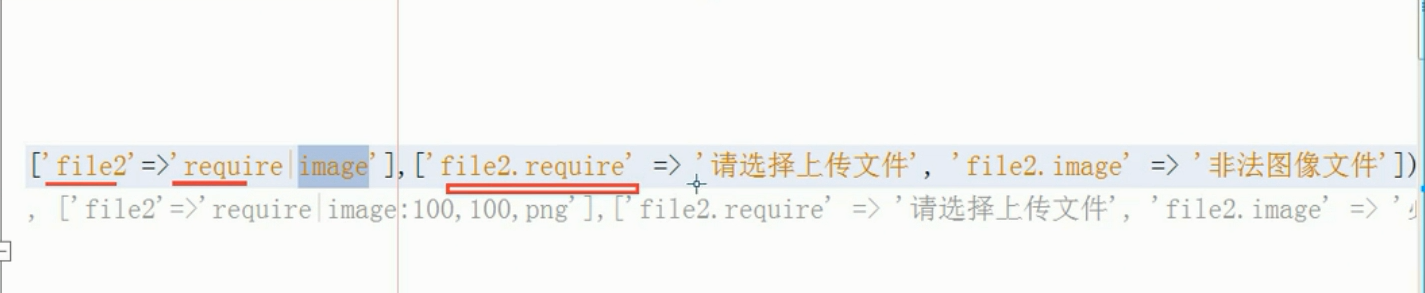 ['file2'=>'require|image'],['file2.require' => '请选择上传文件', 'file2.image' => '非法图像文件'])
, ['file2'=>'require|image:100,100,png'],['file2.require' => '请选择上传文件', 'file2.image' => '